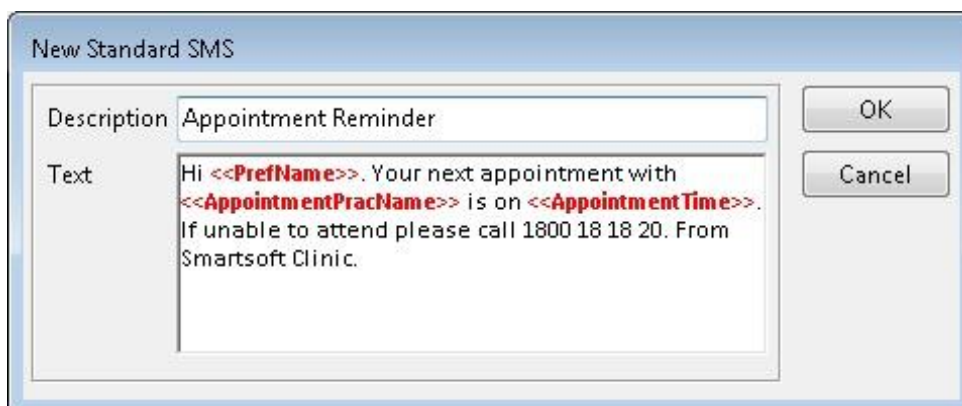 New Standard SMS
Description Appointment Reminder OK
Text Hi <<PrefName>>. Your next appointment with Cancel
<<AppointmentPracName>> is on <<AppointmentTime>>.
If unable to attend please call 1800 18 18 20. From
Smartsoft Clinic.